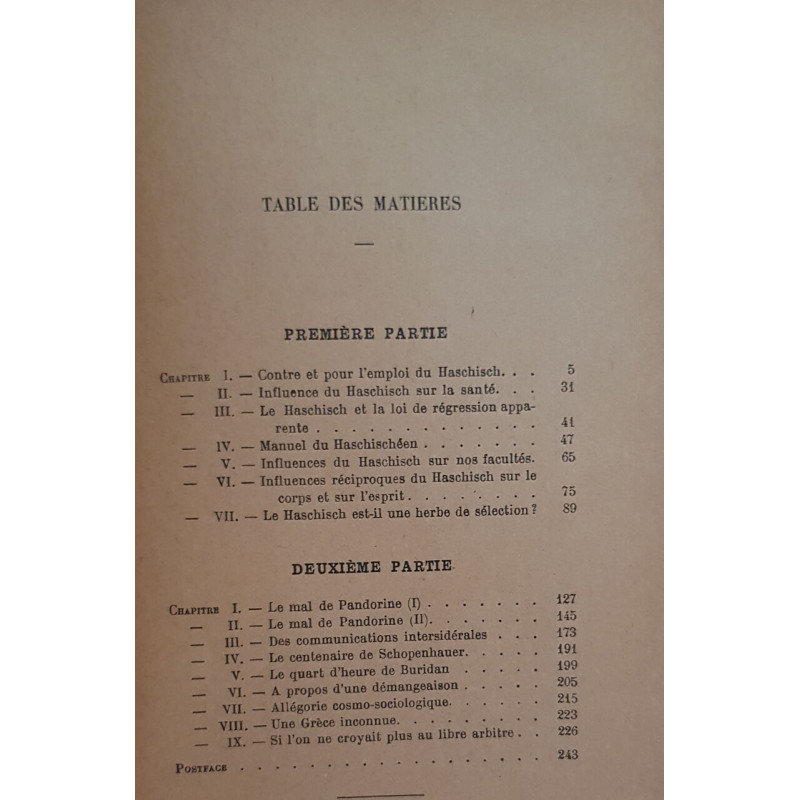 TABLE DES MATIERES
PREMIÈRE PARTIE
CHAPITRE I. — Contre et pour l'emploi du Haschisch. . . 5
— II. — Influence du Haschisch sur la santé. . . 31
— III. — Le Haschisch et la loi de régression appa-
rente . . . . . . . . . . . . . 41
— IV. — Manuel du Haschischéen . . . . . . . 47
— V. — Influences du Haschisch sur nos facultés. 65
— VI. — Influences réciproques du Haschisch sur le
corps et sur l'esprit. . . . . . . . 75
— VII. — Le Haschisch est-il une herbe de sélection ? 89
DEUXIÈME PARTIE
CHAPITRE I. — Le mal de Pandorine (I) . . . . . . . 127
— II. — Le mal de Pandorine (II). . . . . . . 145
— III. — Des communications intersidérales . . . 173
— IV. — Le centenaire de Schopenhauer. . . . . 191
— V. — Le quart d'heure de Buridan . . . . . 199
— VI. — A propos d'une démangeaison . . . . . 205
— VII. — Allégorie cosmo-sociologique. . . . . . 215
— VIII. — Une Grèce inconnue. . . . . . . . . 223
— IX. — Si l'on ne croyait plus au libre arbitre . . 226
POSTFACE . . . . . . . . . . . . . . . . . . 243